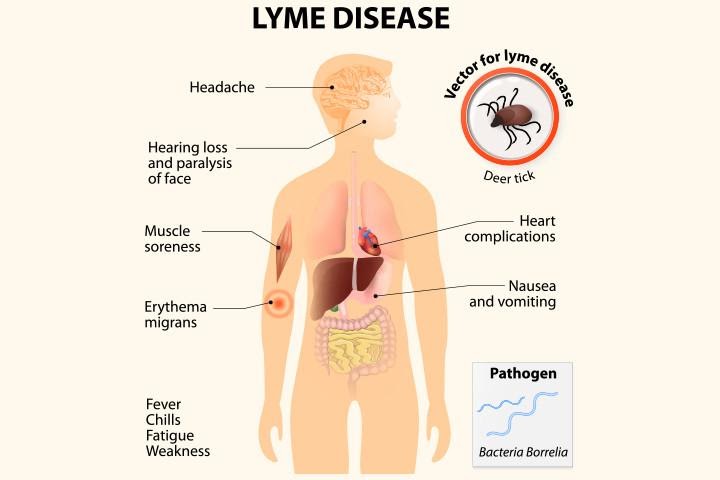 LYME DISEASE
Vector for lyme disease
Deer tick
Headache
Hearing loss
and paralysis
of face
Muscle
soreness
Erythema
migrans
Heart
complications
Nausea
and vomiting
Fever
Chills
Fatigue
Weakness
Pathogen
Bacteria Borrelia